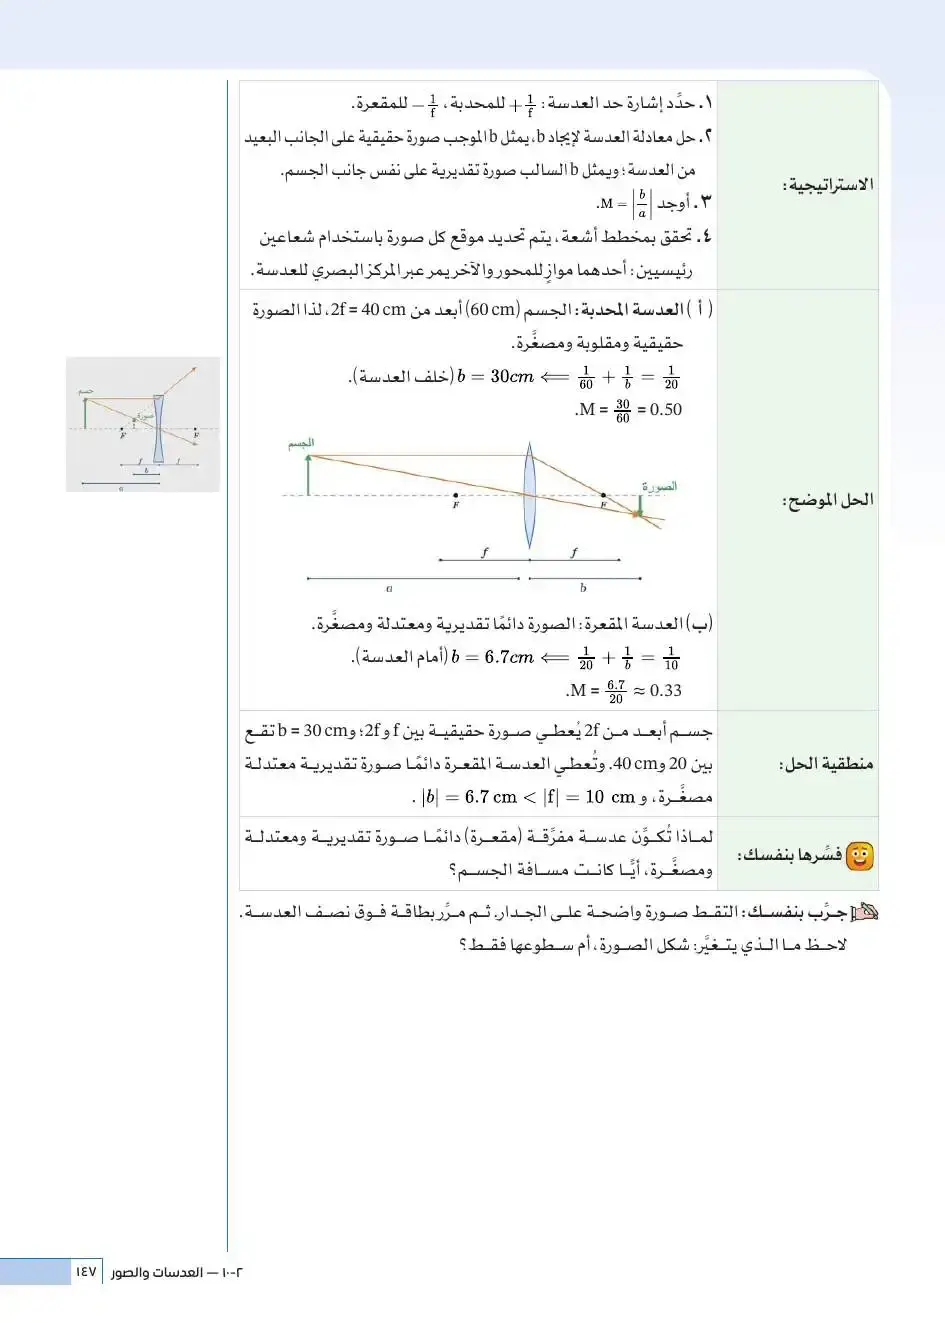 الاستراتيجية:
١. حدِّد إشارة حد العدسة: +1/f للمحدبة، −1/f للمقعرة.
٢. حل معادلة العدسة لإيجاد b، يمثل b الموجب صورة حقيقية على الجانب البعيد
من العدسة؛ ويمثل b السالب صورة تقديرية على نفس جانب الجسم.
٣. أوجد M = |b/a|.
٤. تحقق بمخطط أشعة، يتم تحديد موقع كل صورة باستخدام شعاعين
رئيسيين: أحدهما موازٍ للمحور والآخر يمر عبر المركز البصري للعدسة.
الحل الموضح:
(أ) العدسة المحدبة: الجسم (60 cm) أبعد من 2f = 40 cm، لذا الصورة
حقيقية ومقلوبة ومصغَّرة.
1/20 = 1/b + 1/60 ⟸ b = 30cm (خلف العدسة).
M = 30/60 = 0.50.
الجسم
الصورة
F
F
f
f
a
b
(ب) العدسة المقعرة: الصورة دائمًا تقديرية ومعتدلة ومصغَّرة.
1/10 = 1/b + 1/20 ⟸ b = 6.7cm (أمام العدسة).
M = 6.7/20 ≈ 0.33.
منطقية الحل:
جسم أبعد من 2f يُعطي صورة حقيقية بين f و2f؛ وb = 30 cm تقع
بين 20 و40 cm. وتُعطي العدسة المقعرة دائمًا صورة تقديرية معتدلة
مصغَّرة، و |b| = 6.7 cm < |f| = 10 cm .
فسِّرها بنفسك:
لماذا تُكوِّن عدسة مفرِّقة (مقعرة) دائمًا صورة تقديرية ومعتدلة
ومصغَّرة، أيًّا كانت مسافة الجسم؟
جرِّب بنفسك: التقط صورة واضحة على الجدار. ثم مرِّر بطاقة فوق نصف العدسة.
لاحظ ما الذي يتغيَّر: شكل الصورة، أم سطوعها فقط؟
جسم
صورة
F
F
f
f
b
a
٢-١٠ — العدسات والصور
١٤٧